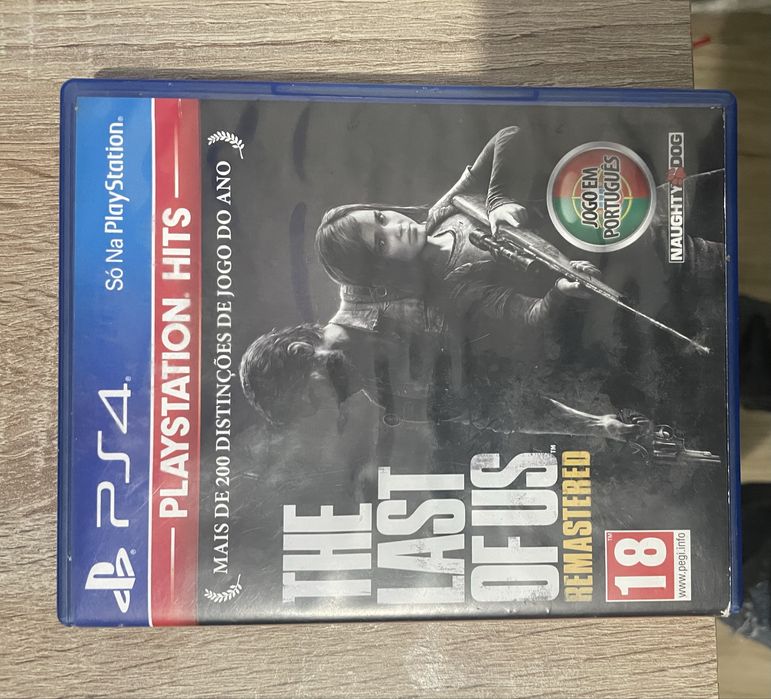 PS4
Só Na PlayStation®
PLAYSTATION® HITS
MAIS DE 200 DISTINÇÕES DE JOGO DO ANO
THE
LAST
OF US™
REMASTERED
JOGO EM
PORTUGUÊS
18
www.pegi.info
NAUGHTY DOG